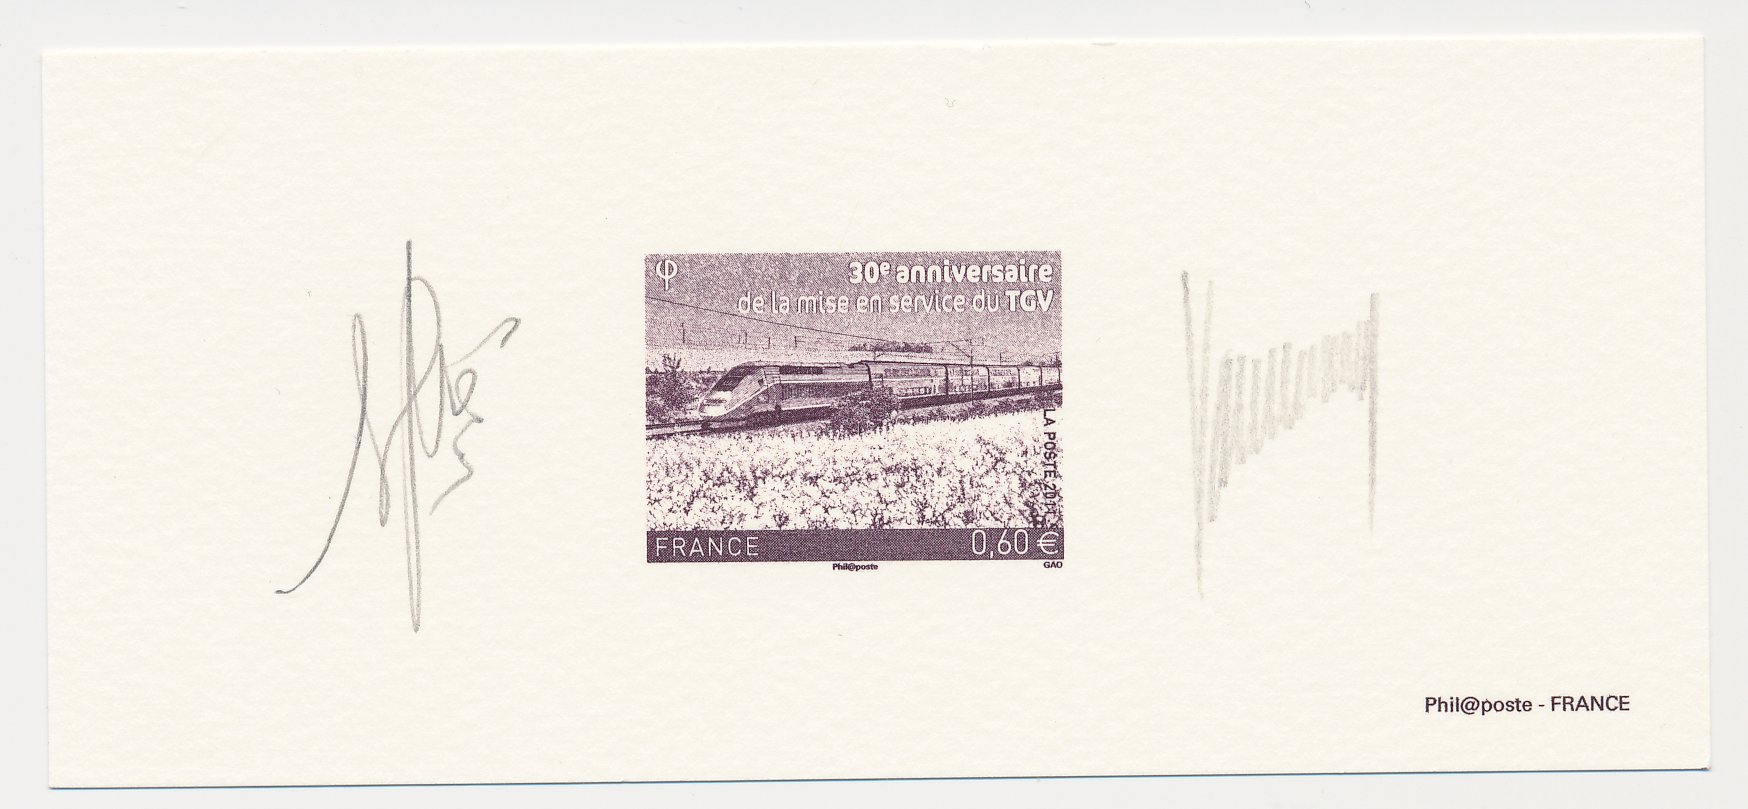 30e anniversaire
de la mise en service du TGV
LA POSTE 2011
FRANCE 0,60 €
Phil@poste GAO
Phil@poste - FRANCE